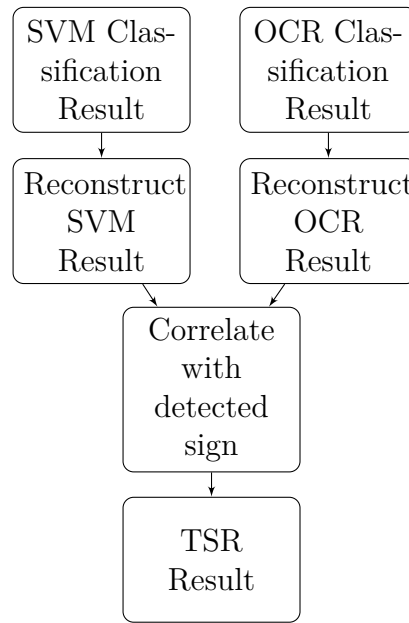 SVM Clas-
sification
Result
OCR Clas-
sification
Result
Reconstruct
SVM
Result
Reconstruct
OCR
Result
Correlate
with
detected
sign
TSR
Result